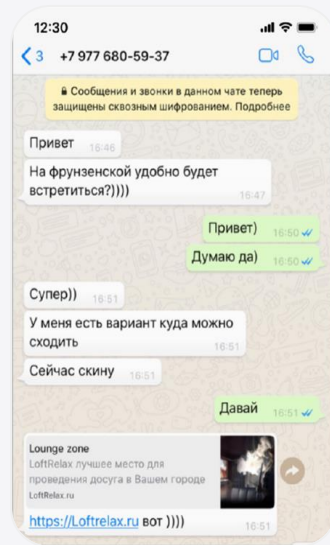 12:30
3 +7 977 680-59-37
Сообщения и звонки в данном чате теперь
защищены сквозным шифрованием. Подробнее
Привет 16:46
На фрунзенской удобно будет
встретиться?))))
16:47
Привет) 16:50
Думаю да) 16:50
Супер)) 16:51
У меня есть вариант куда можно
сходить
16:51
Сейчас скину 16:51
Давай 16:51
Lounge zone
LoftRelax лучшее место для
проведения досуга в Вашем городе
LoftRelax.ru
https://Loftrelax.ru вот )))) 16:51